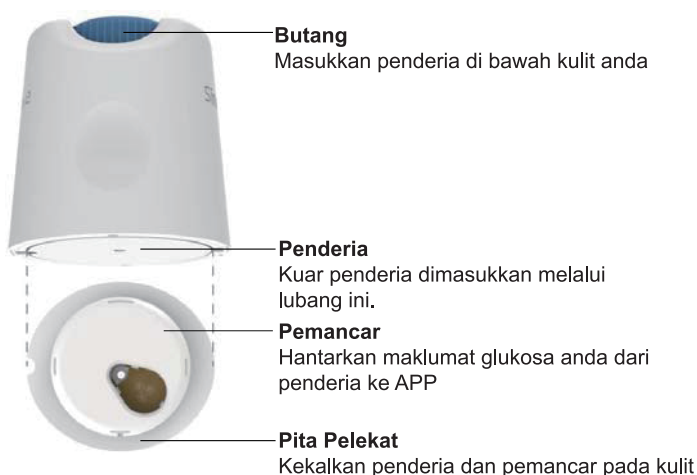 Butang
Masukkan penderia di bawah kulit anda
Penderia
Kuar penderia dimasukkan melalui
lubang ini.
Pemancar
Hantarkan maklumat glukosa anda dari
penderia ke APP
Pita Pelekat
Kekalkan penderia dan pemancar pada kulit